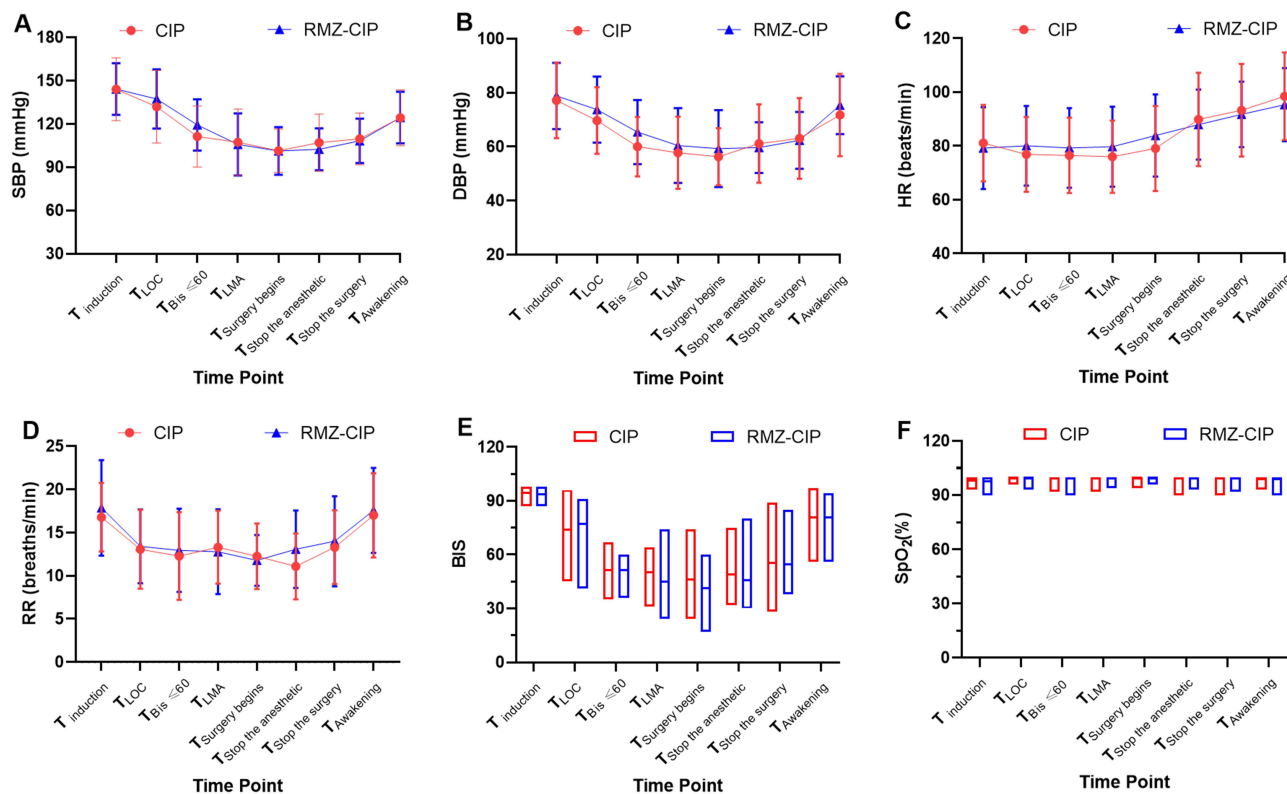 A
CIP
RMZ-CIP
SBP (mmHg)
180
150
120
90
60
30
T induction
TLOC
TBis ≤60
TLMA
TSurgery begins
TStop the anesthetic
TStop the surgery
TAwakening
Time Point
B
CIP
RMZ-CIP
DBP (mmHg)
100
80
60
40
20
T induction
TLOC
TBis ≤60
TLMA
TSurgery begins
TStop the anesthetic
TStop the surgery
TAwakening
Time Point
C
CIP
RMZ-CIP
HR (beats/min)
120
100
80
60
40
T induction
TLOC
TBis ≤60
TLMA
TSurgery begins
TStop the anesthetic
TStop the surgery
TAwakening
Time Point
D
CIP
RMZ-CIP
RR (breaths/min)
25
20
15
10
5
0
T induction
TLOC
TBis ≤60
TLMA
TSurgery begins
TStop the anesthetic
TStop the surgery
TAwakening
Time Point
E
CIP
RMZ-CIP
BIS
120
90
60
30
0
T induction
TLOC
TBis ≤60
TLMA
TSurgery begins
TStop the anesthetic
TStop the surgery
TAwakening
Time Point
F
CIP
RMZ-CIP
SpO2(%)
120
90
60
30
0
T induction
TLOC
TBis ≤60
TLMA
TSurgery begins
TStop the anesthetic
TStop the surgery
TAwakening
Time Point